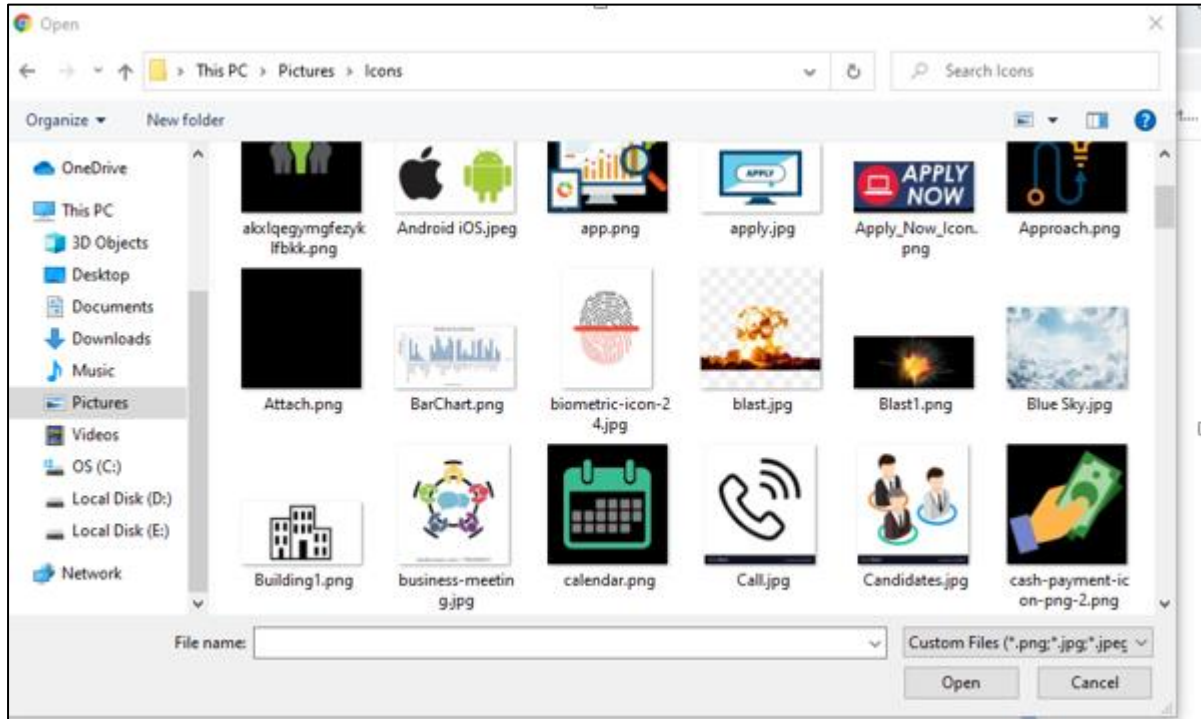 Open
This PC > Pictures > Icons
Search Icons
Organize
New folder
OneDrive
This PC
3D Objects
Desktop
Documents
Downloads
Music
Pictures
Videos
OS (C:)
Local Disk (D:)
Local Disk (E:)
Network
APPLY
APPLY
NOW
akxlqegymgfezyk
lfbkk.png
Android iOS.jpeg
app.png
apply.jpg
Apply_Now_Icon.
png
Approach.png
Attach.png
BarChart.png
biometric-icon-2
4.jpg
blast.jpg
Blast1.png
Blue Sky.jpg
Building1.png
business-meetin
g.jpg
calendar.png
Call.jpg
Candidates.jpg
cash-payment-ic
on-png-2.png
File name:
Custom Files (*.png;*.jpg;*.jpeg
Open
Cancel